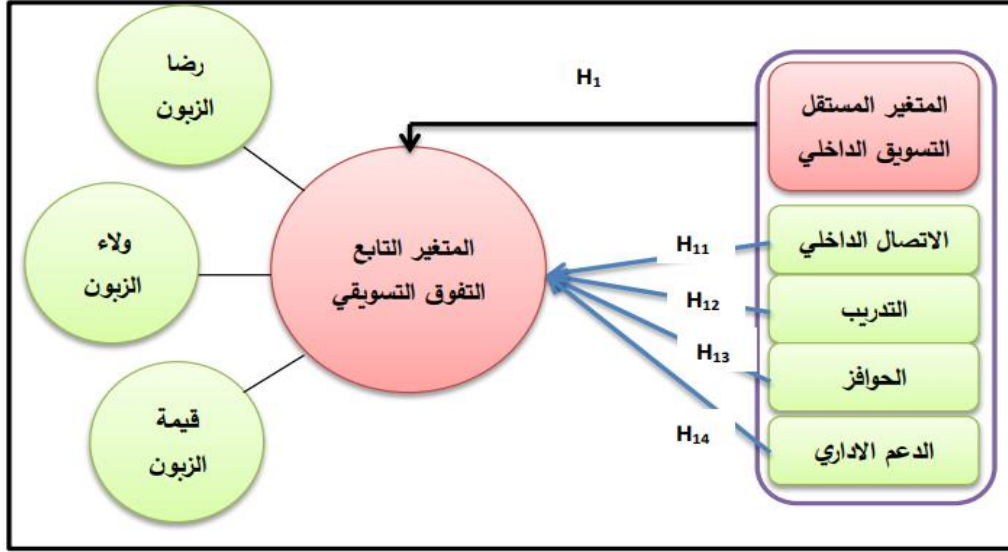 H1
المتغير المستقل
التسويق الداخلي
الاتصال الداخلي
التدريب
الحوافز
الدعم الاداري
H11
H12
H13
H14
المتغير التابع
التفوق التسويقي
رضا
الزبون
ولاء
الزبون
قيمة
الزبون